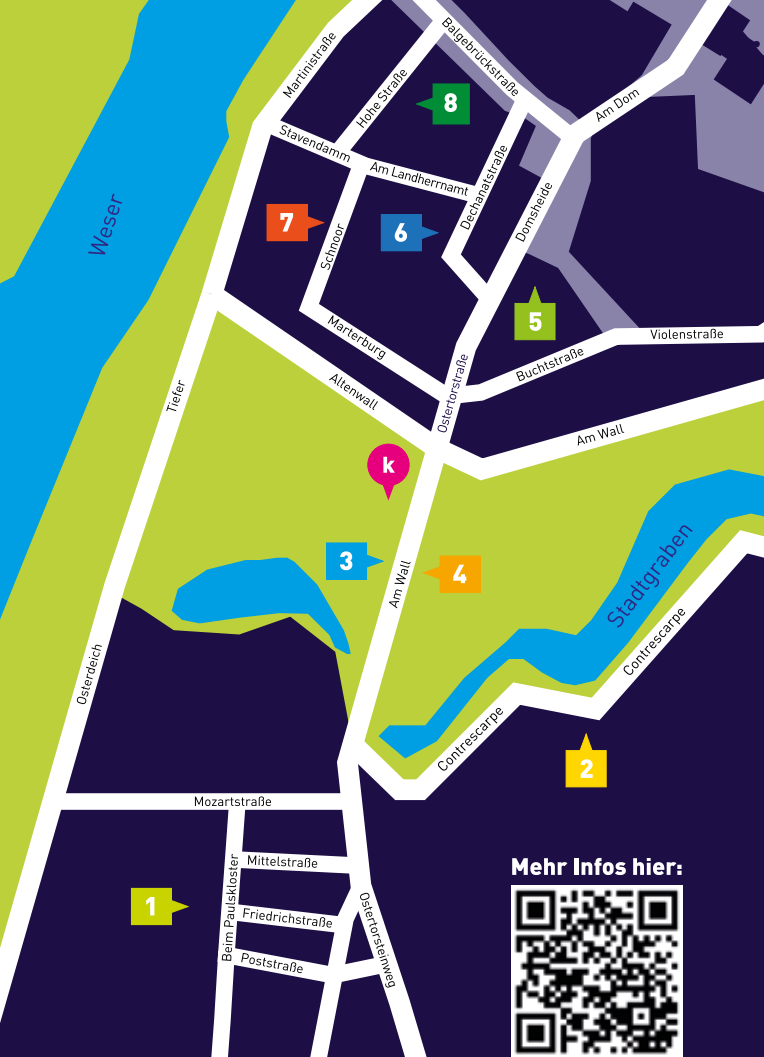 Martinistraße
Hohe Straße
Balgebrückstraße
Am Dom
8
Stavendamm
Am Landherrnamt
Dechanatstraße
Domsheide
Weser
7
Schnoor
6
5
Marterburg
Buchtstraße
Violenstraße
Tiefer
Altenwall
Ostertorstraße
Am Wall
k
3
4
Am Wall
Stadtgraben
Contrescarpe
Osterdeich
Contrescarpe
2
Mozartstraße
Mittelstraße
Mehr Infos hier:
1
Beim Paulskloster
Friedrichstraße
Ostertorsteinweg
Poststraße